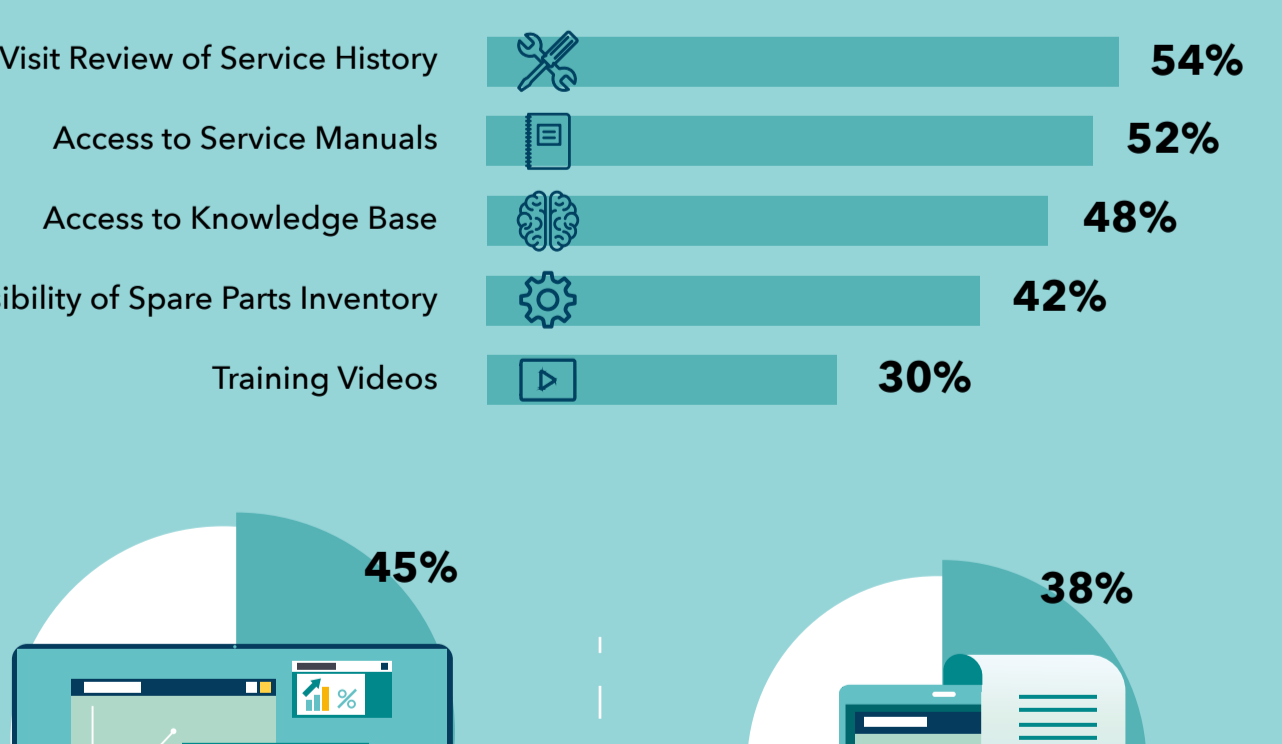 Visit Review of Service History 54%
Access to Service Manuals 52%
Access to Knowledge Base 48%
of Spare Parts Inventory 42%
Training Videos 30%
45%
38%
%